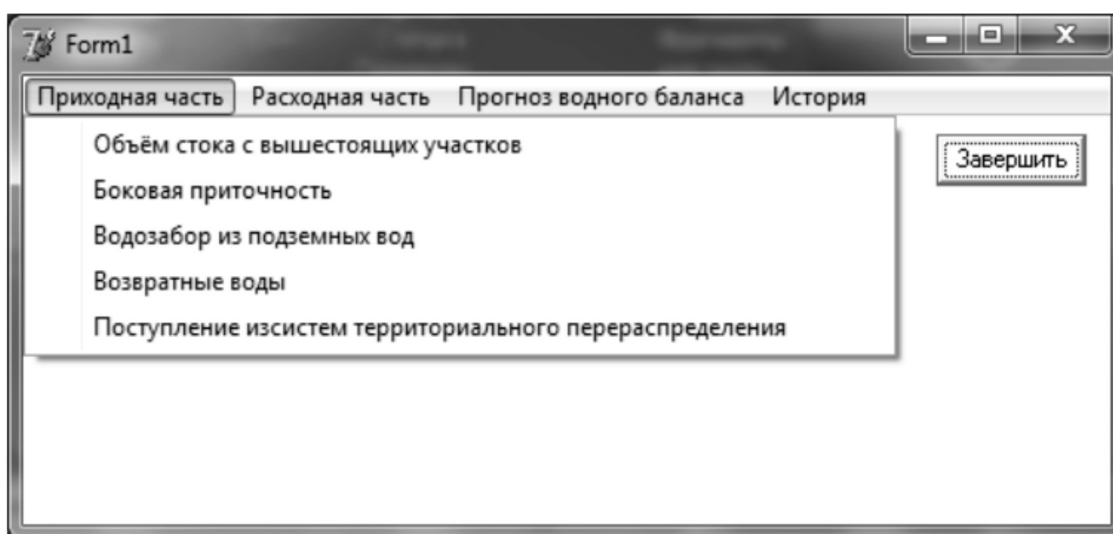 Form1
Приходная часть Расходная часть Прогноз водного баланса История
Объём стока с вышестоящих участков
Завершить
Боковая приточность
Водозабор из подземных вод
Возвратные воды
Поступление изсистем территориального перераспределения